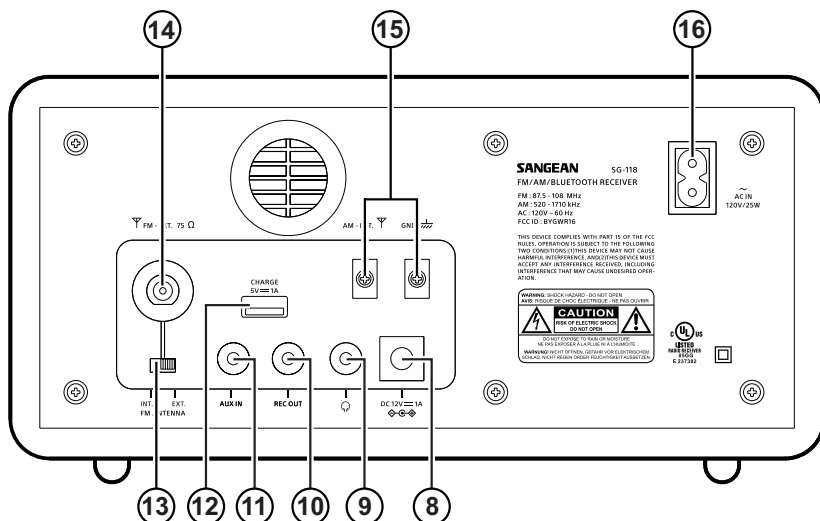 14
15
16
SANGEAN SG-118
FM/AM/BLUETOOTH RECEIVER
FM : 87.5 - 108 MHz
AM : 520 - 1710 kHz
AC : 120V ~ 60 Hz
FCC ID : BYGWR16
THIS DEVICE COMPLIES WITH PART 15 OF THE FCC
RULES. OPERATION IS SUBJECT TO THE FOLLOWING
TWO CONDITIONS:(1)THIS DEVICE MAY NOT CAUSE
HARMFUL INTERFERENCE, AND(2)THIS DEVICE MUST
ACCEPT ANY INTERFERENCE RECEIVED, INCLUDING
INTERFERENCE THAT MAY CAUSE UNDESIRED OPER-
ATION.
~
AC IN
120V/25W
FM - EXT. 75 Ω
AM - EXT.
GND
CHARGE
5V 1A
WARNING: SHOCK HAZARD - DO NOT OPEN
AVIS: RISQUE DE CHOC ELECTRIQUE - NE PAS OUVRIR
CAUTION
RISK OF ELECTRIC SHOCK
DO NOT OPEN
DO NOT EXPOSE TO RAIN OR MOISTURE
NE PAS EXPOSER À LA PLUIE NI À L'HUMIDITÉ
WARNUNG! NICHT ÖFFNEN, GEFAHR VOR ELEKTRISCHEM
SCHLAG. NICHT REGEN ODER FEUCHTIGKEIT AUSSETZEN.
C UL US
LISTED
RADIO RECEIVER
05GG
E 237382
INT. EXT.
FM ANTENNA
AUX IN
REC OUT
DC 12V 1A
13
12
11
10
9
8